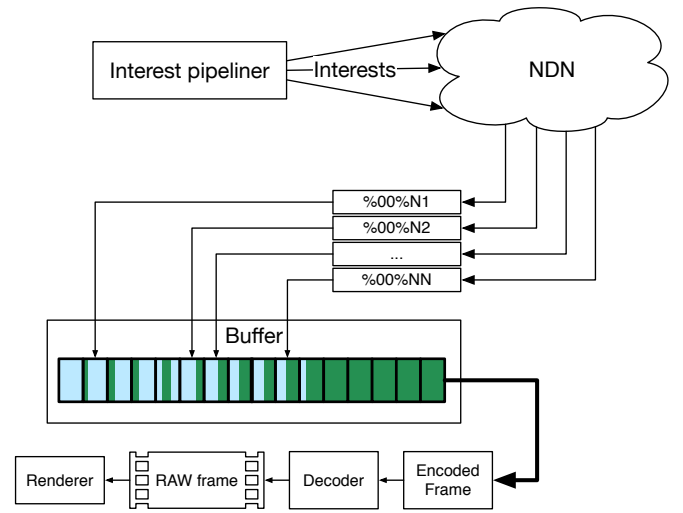 Interest pipeliner
Interests
NDN
%00%N1
%00%N2
...
%00%NN
Buffer
Renderer
RAW frame
Decoder
Encoded
Frame